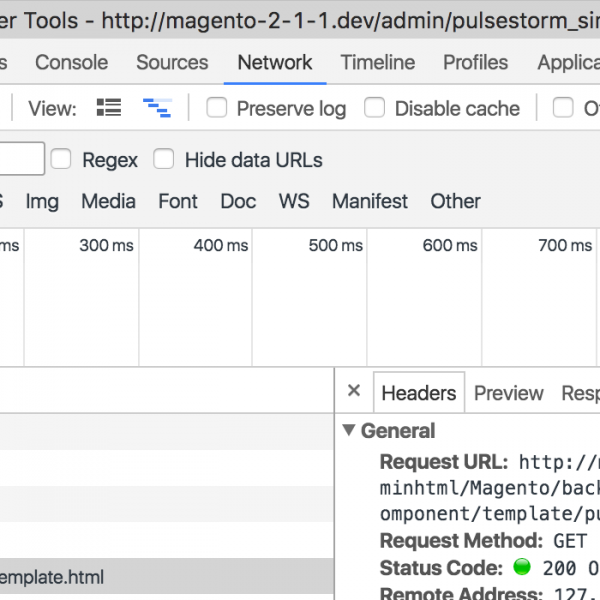 er Tools - http://magento-2-1-1.dev/admin/pulsestorm_sim
s Console Sources Network Timeline Profiles Applica
View: Preserve log Disable cache O
Regex Hide data URLs
S Img Media Font Doc WS Manifest Other
ms 300 ms 400 ms 500 ms 600 ms 700 ms
× Headers Preview Resp
▼ General
Request URL: http://m
minhtml/Magento/back
omponent/template/pu
Request Method: GET
Status Code: 200 O
emplate.html
Remote Address: 127.